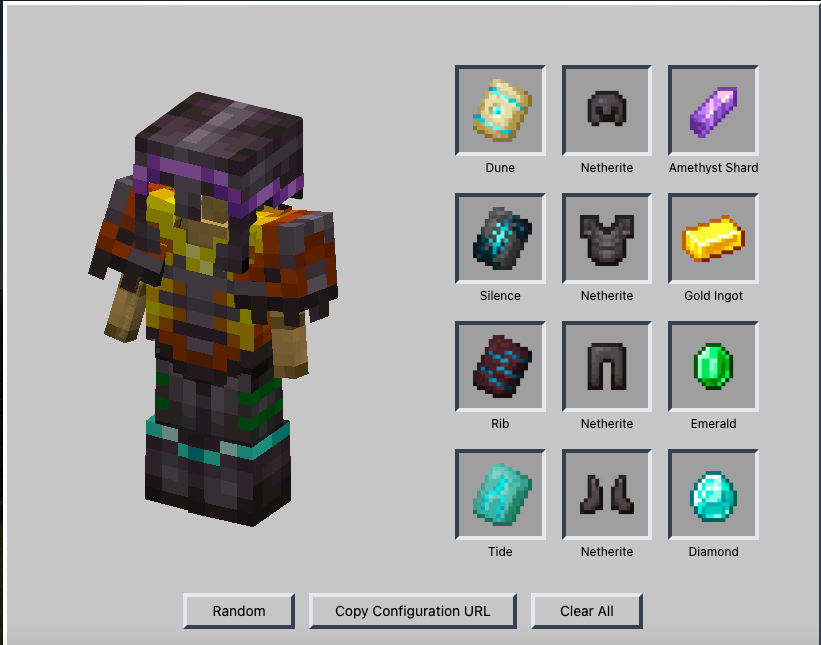 Dune
Netherite
Amethyst Shard
Silence
Netherite
Gold Ingot
Rib
Netherite
Emerald
Tide
Netherite
Diamond
Random
Copy Configuration URL
Clear All